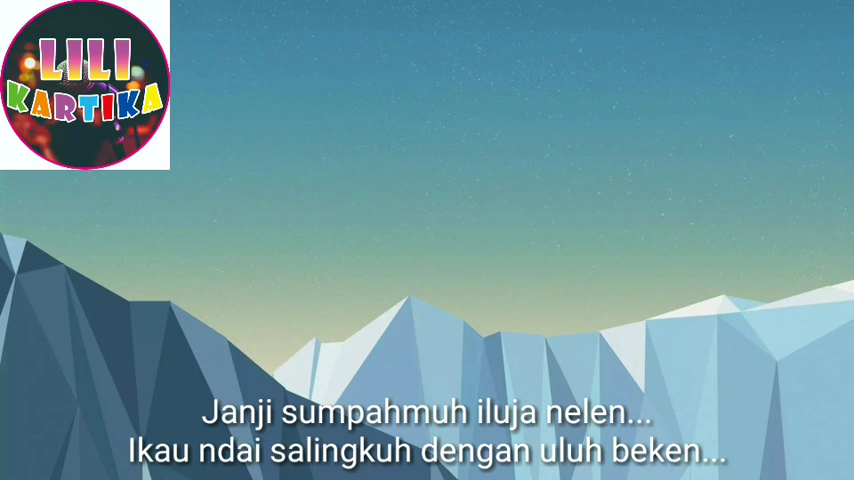 LILI
KARTIKA
Janji sumpahmuh iluja nelen...
Ikau ndai salingkuh dengan uluh beken...